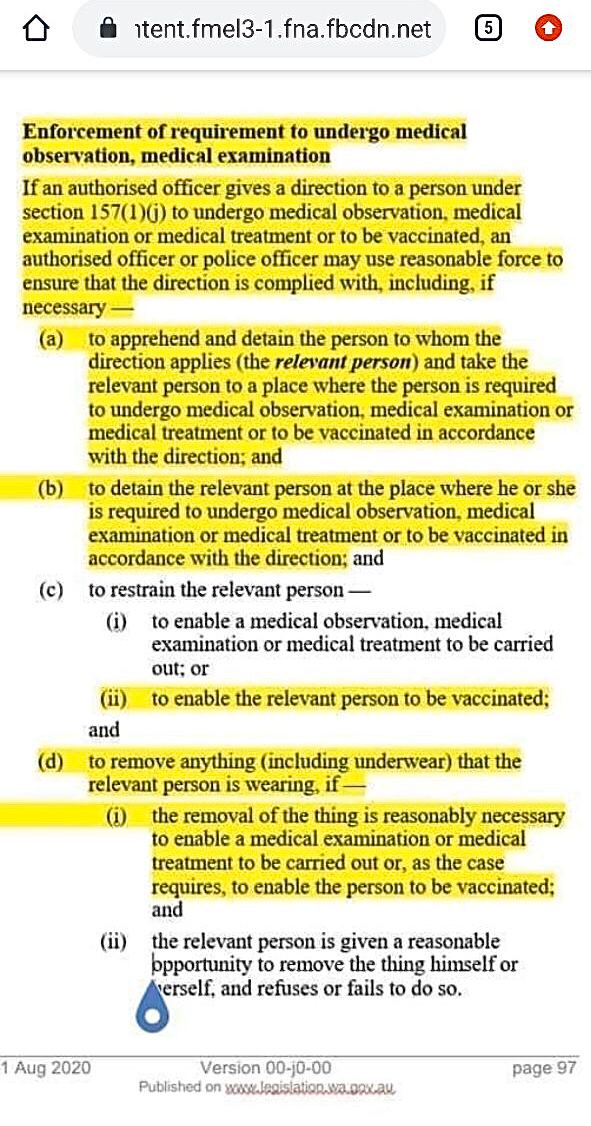 ntent.fmel3-1.fna.fbcdn.net
5
Enforcement of requirement to undergo medical
observation, medical examination
If an authorised officer gives a direction to a person under
section 157(1)(j) to undergo medical observation, medical
examination or medical treatment or to be vaccinated, an
authorised officer or police officer may use reasonable force to
ensure that the direction is complied with, including, if
necessary —
(a) to apprehend and detain the person to whom the
direction applies (the relevant person) and take the
relevant person to a place where the person is required
to undergo medical observation, medical examination or
medical treatment or to be vaccinated in accordance
with the direction; and
(b) to detain the relevant person at the place where he or she
is required to undergo medical observation, medical
examination or medical treatment or to be vaccinated in
accordance with the direction; and
(c) to restrain the relevant person —
(i) to enable a medical observation, medical
examination or medical treatment to be carried
out; or
(ii) to enable the relevant person to be vaccinated;
and
(d) to remove anything (including underwear) that the
relevant person is wearing, if —
(i) the removal of the thing is reasonably necessary
to enable a medical examination or medical
treatment to be carried out or, as the case
requires, to enable the person to be vaccinated;
and
(ii) the relevant person is given a reasonable
opportunity to remove the thing himself or
herself, and refuses or fails to do so.
1 Aug 2020 Version 00-j0-00 page 97
Published on www.legislation.wa.gov.au